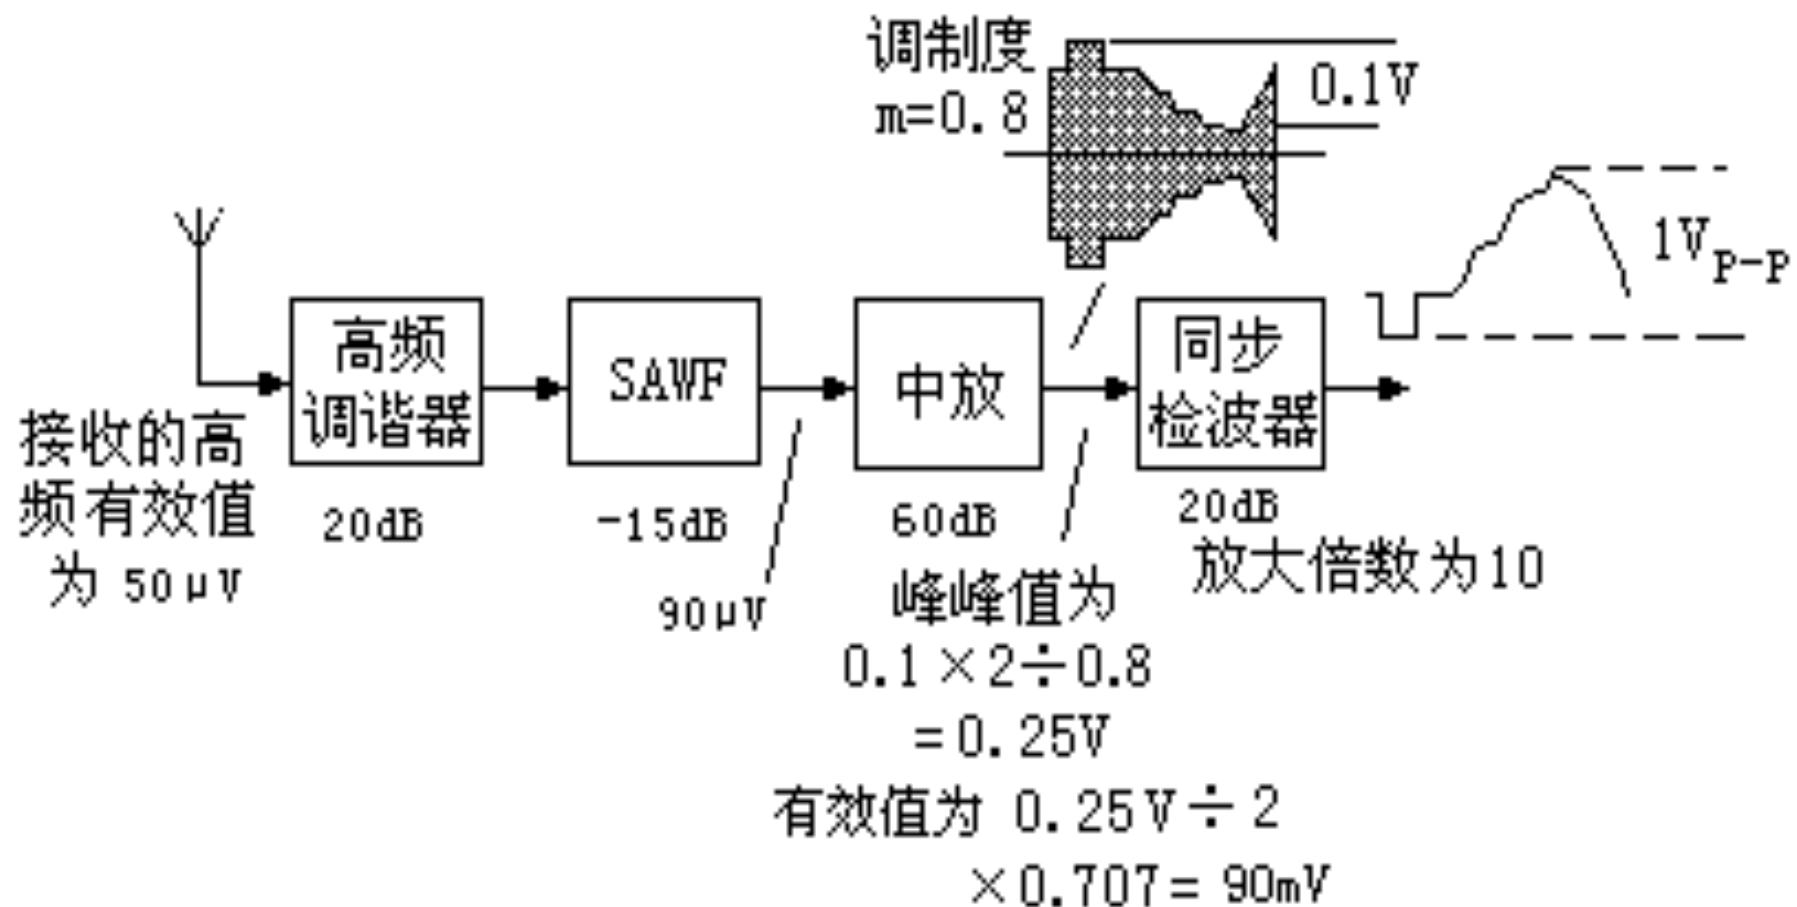 调制度
m=0.8
0.1V
1V P-P
高频
调谐器
SAWF
中放
同步
检波器
接收的高
频有效值
为 50μV
20dB
-15dB
60dB
20dB
放大倍数为10
90μV
峰峰值为
0.1×2÷0.8
=0.25V
有效值为 0.25V÷2
×0.707=90mV